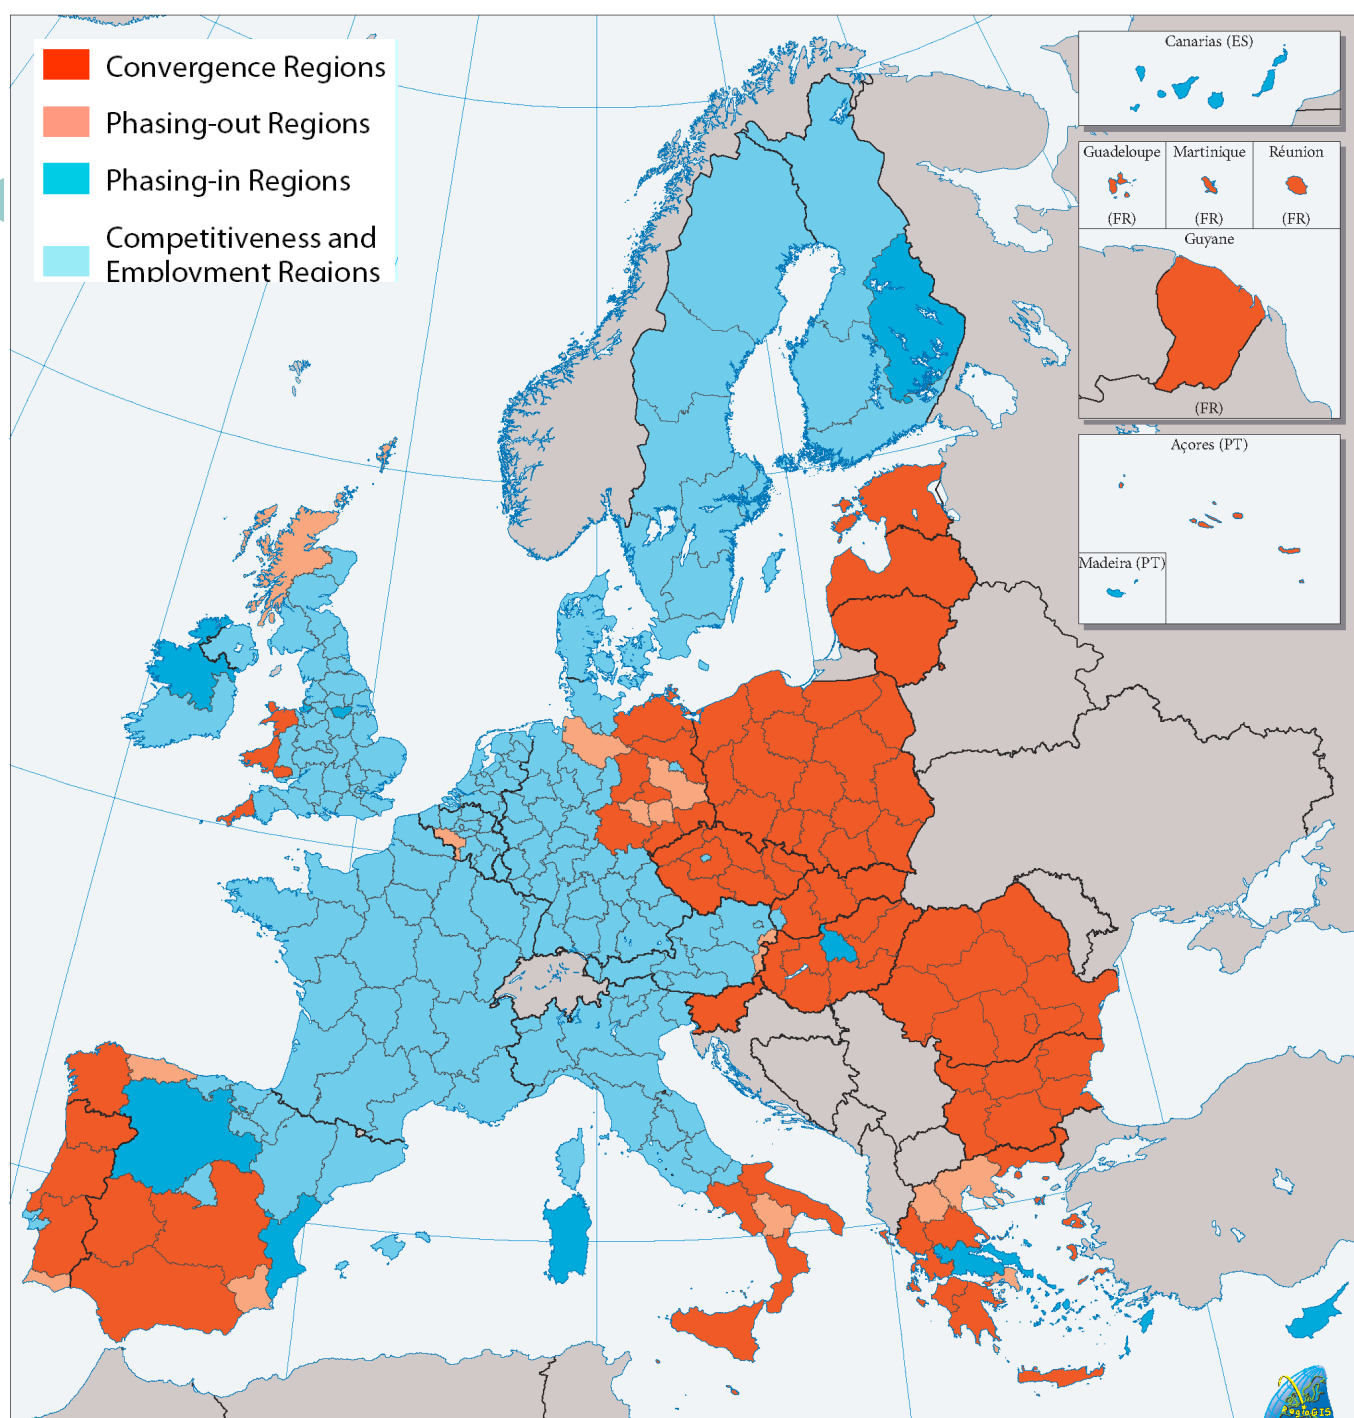 Convergence Regions
Phasing-out Regions
Phasing-in Regions
Competitiveness and
Employment Regions
Canarias (ES)
Guadeloupe Martinique Réunion
(FR) (FR) (FR)
Guyane
(FR)
Açores (PT)
Madeira (PT)
RegioGIS